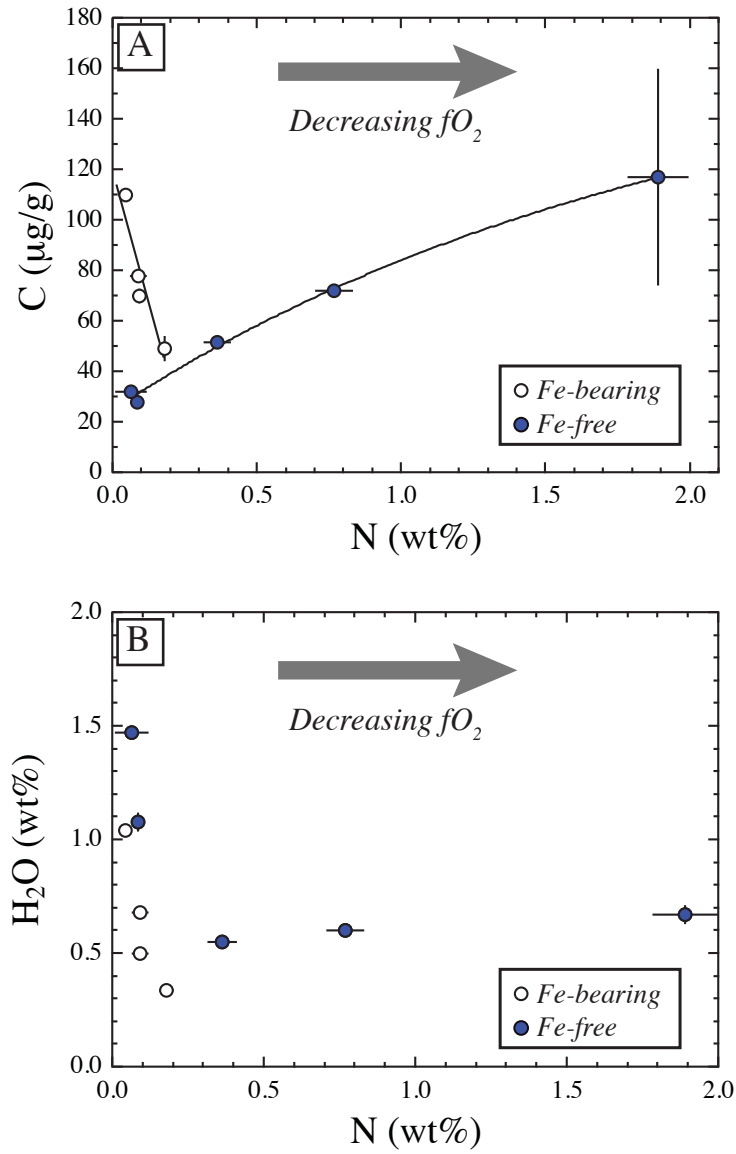 180
A
160
Decreasing fO2
140
120
100
C (µg/g)
80
60
40
20
0
Fe-bearing
Fe-free
0.0 0.5 1.0 1.5 2.0
N (wt%)
2.0
B
Decreasing fO2
1.5
1.0
H2O (wt%)
0.5
0.0
Fe-bearing
Fe-free
0.0 0.5 1.0 1.5 2.0
N (wt%)